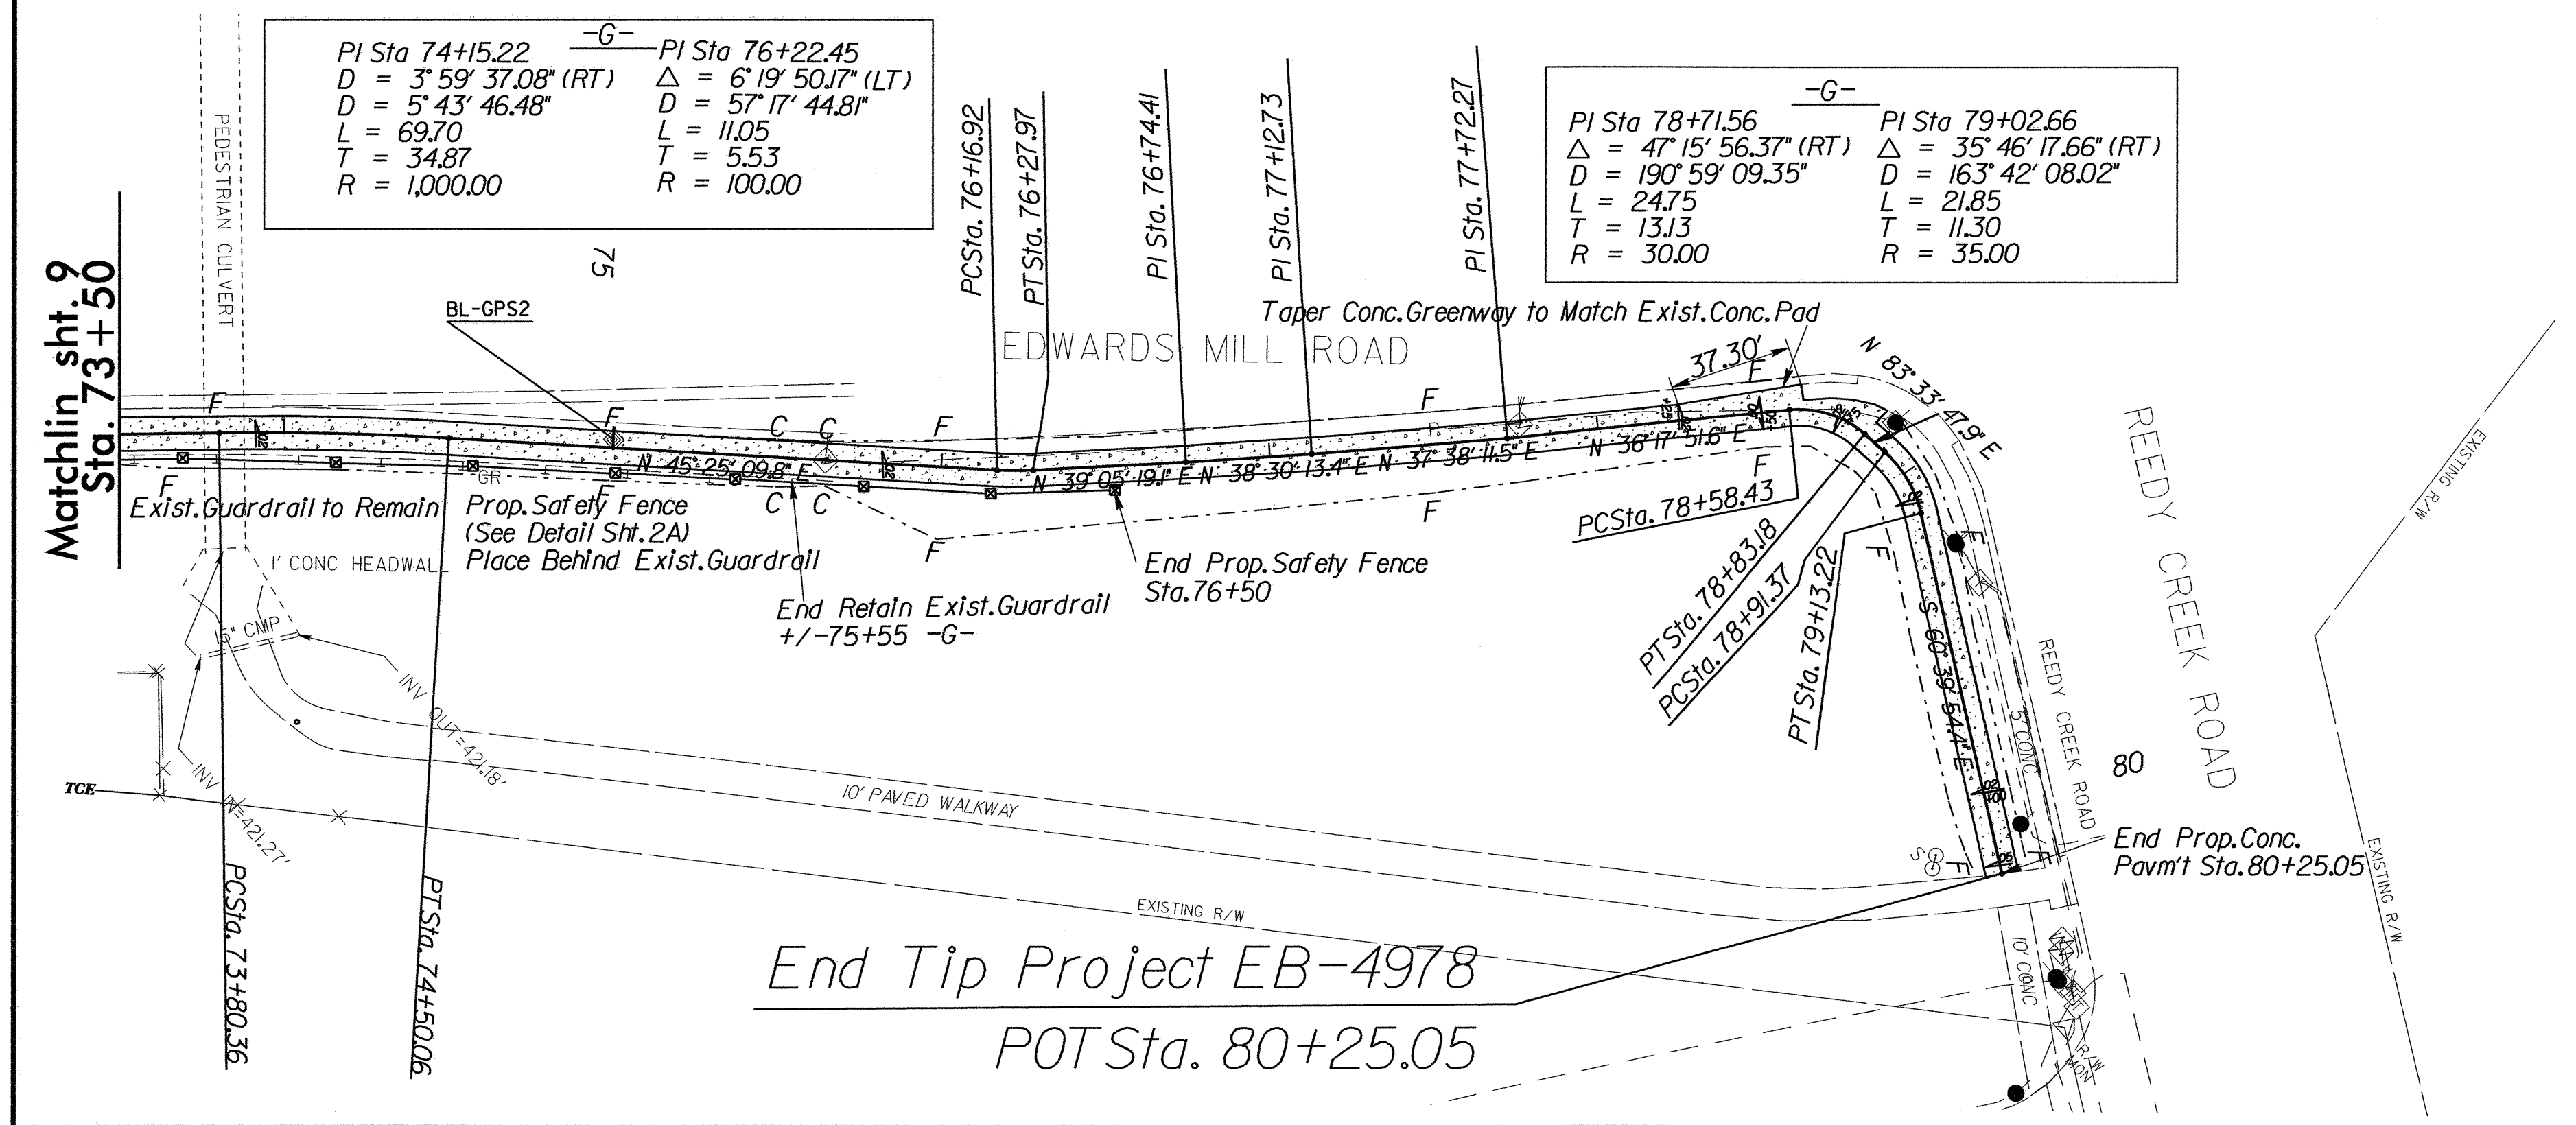 -G-
PI Sta 74+15.22
D = 3° 59' 37.08" (RT)
D = 5° 43' 46.48"
L = 69.70
T = 34.87
R = 1,000.00
PI Sta 76+22.45
△ = 6° 19' 50.17" (LT)
D = 57° 17' 44.81"
L = 11.05
T = 5.53
R = 100.00
-G-
PI Sta 78+71.56
△ = 47° 15' 56.37" (RT)
D = 190° 59' 09.35"
L = 24.75
T = 13.13
R = 30.00
PI Sta 79+02.66
△ = 35° 46' 17.66" (RT)
D = 163° 42' 08.02"
L = 21.85
T = 11.30
R = 35.00
Matchlin sht. 9
Sta. 73+50
PEDESTRIAN CULVERT
75
BL-GPS2
PCSta. 76+16.92
PTSta. 76+27.97
PI Sta. 76+74.41
PI Sta. 77+12.73
PI Sta. 77+72.27
EDWARDS MILL ROAD
Taper Conc.Greenway to Match Exist.Conc.Pad
37.30'
F
F
F
F
F
C
C
N 45° 25' 09.8" E
N 39° 05' 19.1" E
N 38° 30' 13.4" E
N 37° 38' 11.5" E
N 36° 17' 51.6" E
N 83° 33' 47.9" E
S 60° 39' 54.4" E
+25
.02
.02
.02
.05
GR
F
F
C
C
F
F
F
F
F
F
F
Exist.Guardrail to Remain
Prop.Safety Fence
(See Detail Sht.2A)
Place Behind Exist.Guardrail
1' CONC HEADWALL
End Retain Exist.Guardrail
+/-75+55 -G-
End Prop.Safety Fence
Sta.76+50
PCSta. 78+58.43
PTSta. 78+83.18
PCSta. 78+91.37
PTSta. 79+13.22
15" CMP
INV OUT=421.18'
INV IN=421.27'
TCE
PCSta. 73+80.36
PTSta. 74+50.06
10' PAVED WALKWAY
EXISTING R/W
REEDY CREEK ROAD
REEDY CREEK ROAD
5' CONC
80
EXISTING R/W
EXISTING R/W
End Prop.Conc.
Pavm't Sta.80+25.05
S
10' CONC
R/W
MON
End Tip Project EB-4978
POTSta. 80+25.05